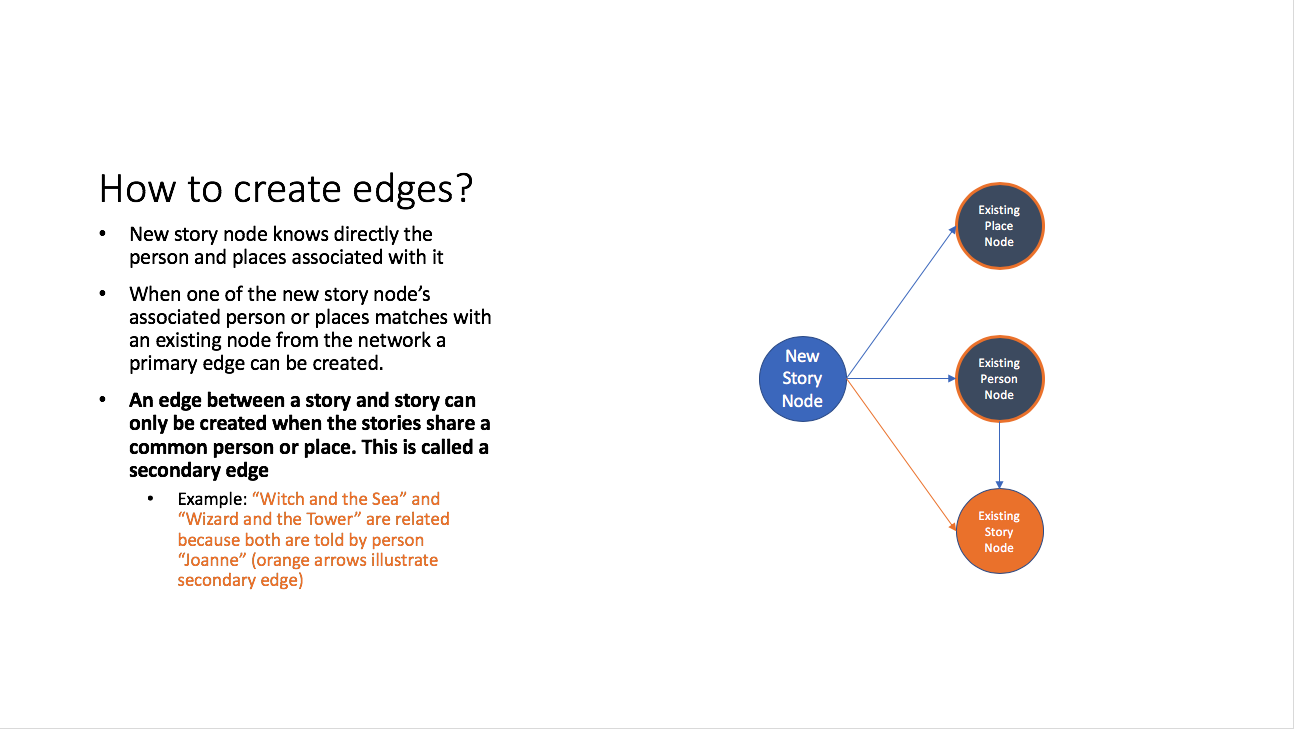 How to create edges?
• New story node knows directly the
person and places associated with it
• When one of the new story node’s
associated person or places matches with
an existing node from the network a
primary edge can be created.
• An edge between a story and story can
only be created when the stories share a
common person or place. This is called a
secondary edge
• Example: “Witch and the Sea” and
“Wizard and the Tower” are related
because both are told by person
“Joanne” (orange arrows illustrate
secondary edge)
Existing
Place
Node
New
Story
Node
Existing
Person
Node
Existing
Story
Node